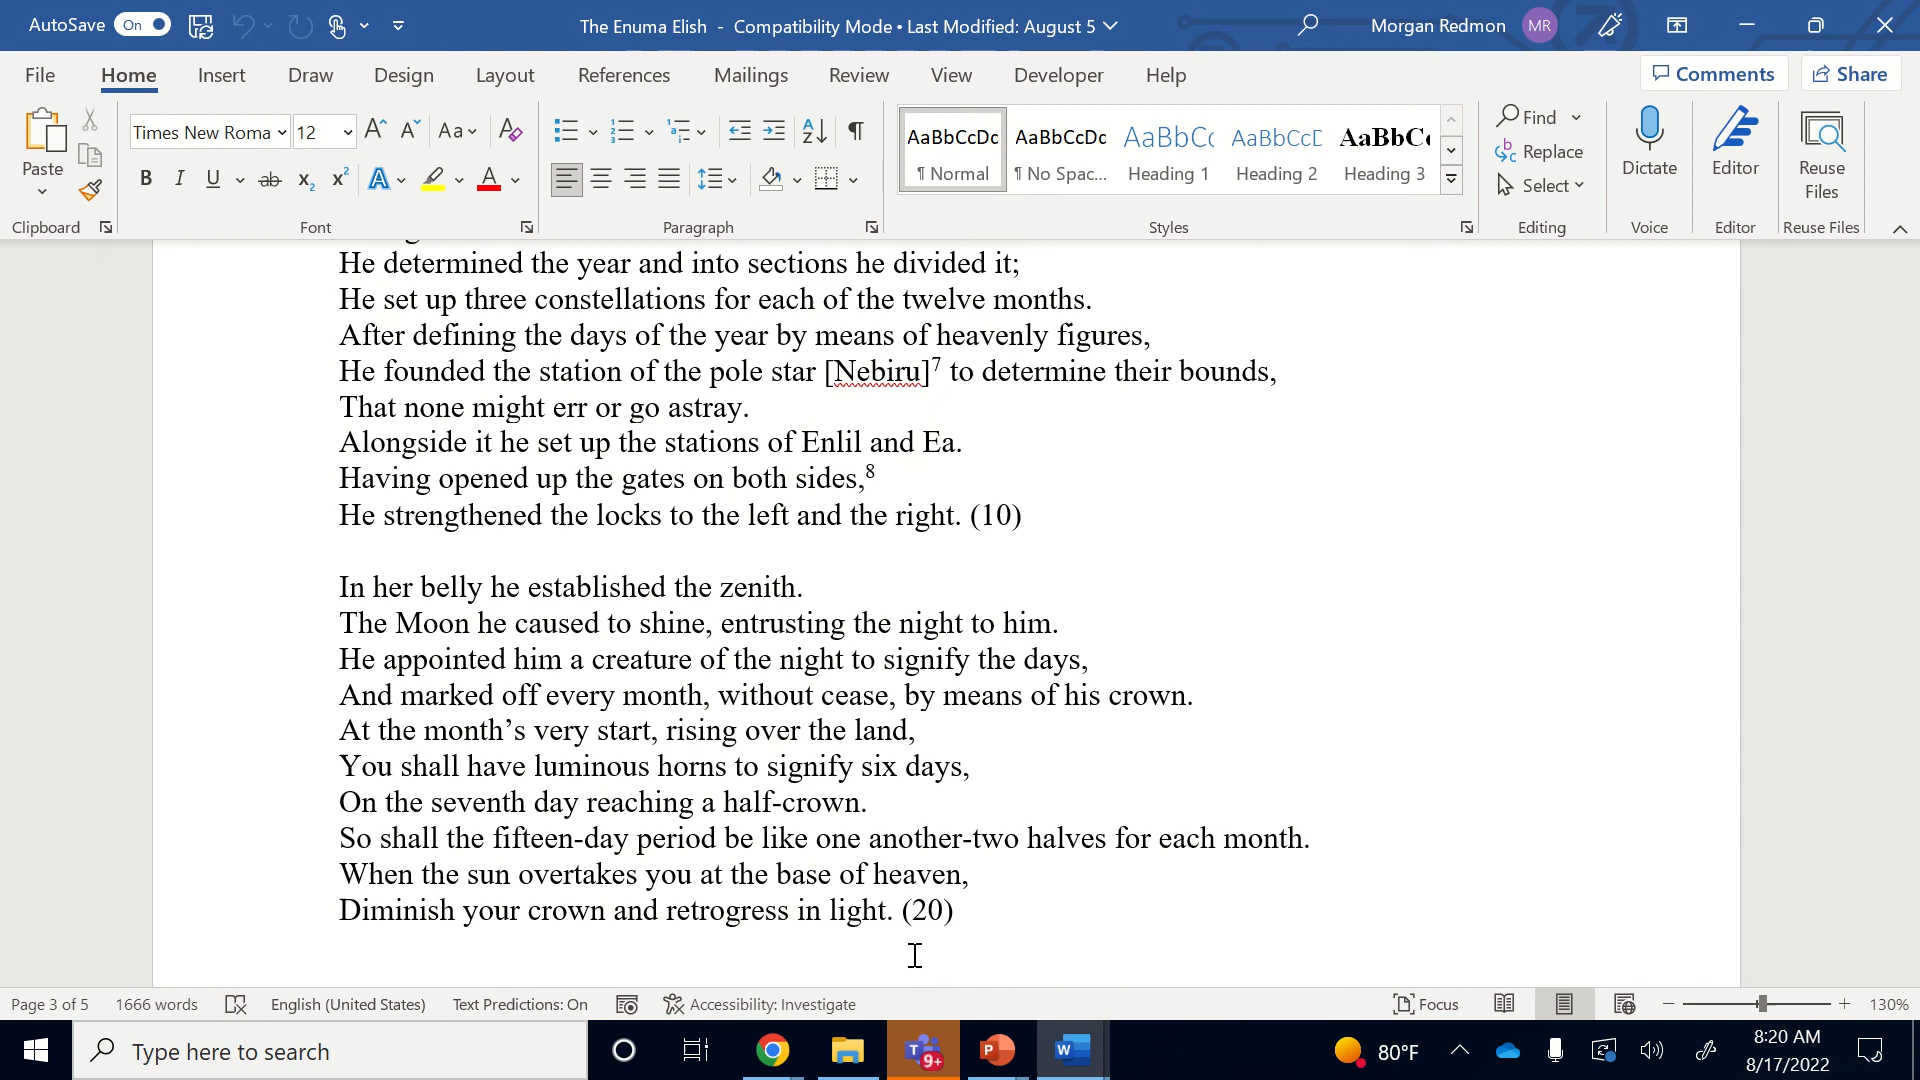 AutoSave On The Enuma Elish - Compatibility Mode • Last Modified: August 5 Morgan Redmon MR
File Home Insert Draw Design Layout References Mailings Review View Developer Help Comments Share
Paste Times New Roma 12 Aa AaBbCcDc AaBbCcDc AaBbCc AaBbCcE AaBbCc Find Replace Select Dictate Editor Reuse Files
¶ Normal ¶ No Spac... Heading 1 Heading 2 Heading 3
Clipboard Font Paragraph Styles Editing Voice Editor Reuse Files
He determined the year and into sections he divided it;
He set up three constellations for each of the twelve months.
After defining the days of the year by means of heavenly figures,
He founded the station of the pole star [Nebiru]7 to determine their bounds,
That none might err or go astray.
Alongside it he set up the stations of Enlil and Ea.
Having opened up the gates on both sides,8
He strengthened the locks to the left and the right. (10)
In her belly he established the zenith.
The Moon he caused to shine, entrusting the night to him.
He appointed him a creature of the night to signify the days,
And marked off every month, without cease, by means of his crown.
At the month’s very start, rising over the land,
You shall have luminous horns to signify six days,
On the seventh day reaching a half-crown.
So shall the fifteen-day period be like one another-two halves for each month.
When the sun overtakes you at the base of heaven,
Diminish your crown and retrogress in light. (20)
Page 3 of 5 1666 words English (United States) Text Predictions: On Accessibility: Investigate Focus 130%
Type here to search 9+ 80°F 8:20 AM
8/17/2022